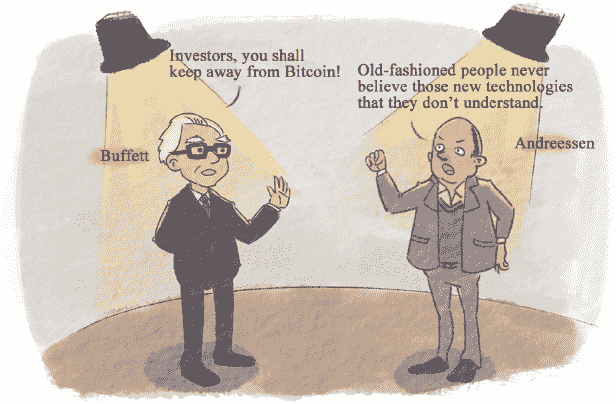 Investors, you shall
keep away from Bitcoin!
Old-fashioned people never
believe those new technologies
that they don't understand.
Buffett
Andreessen